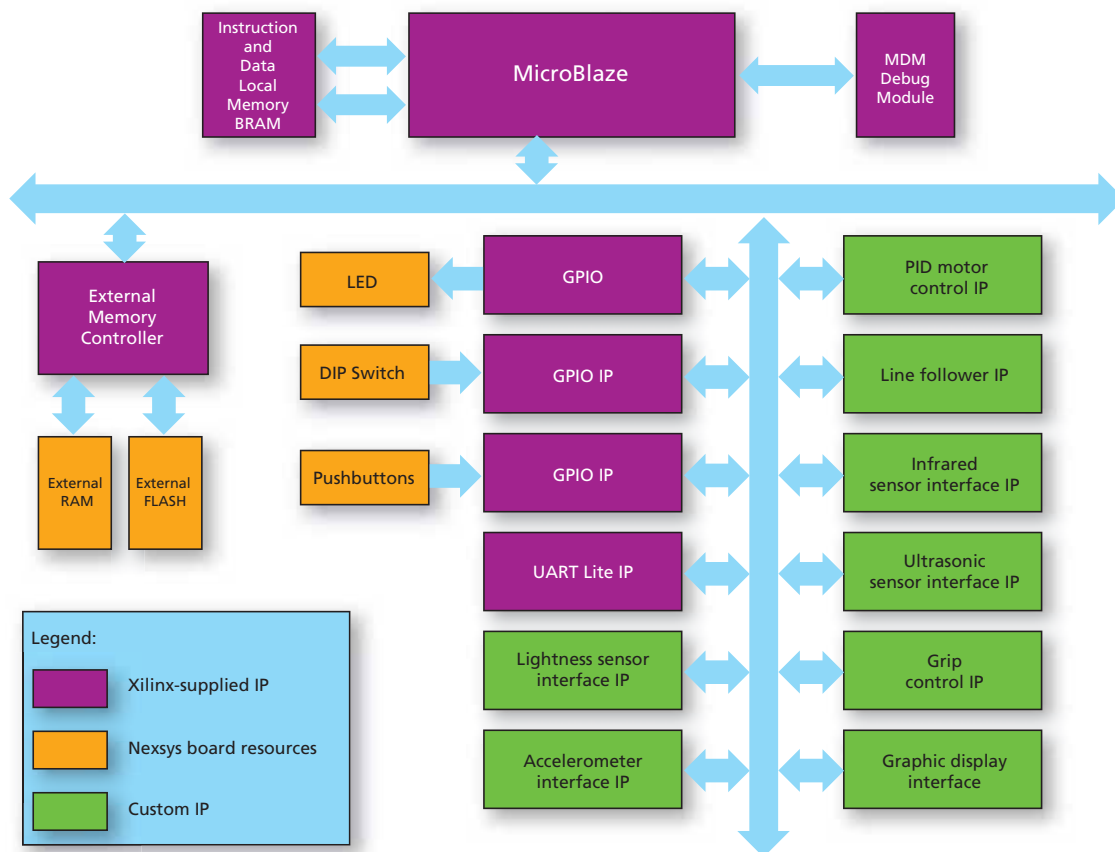 Instruction
and
Data
Local
Memory
BRAM
MicroBlaze
MDM
Debug
Module
External
Memory
Controller
External
RAM
External
FLASH
LED
DIP Switch
Pushbuttons
GPIO
GPIO IP
GPIO IP
UART Lite IP
Lightness sensor
interface IP
Accelerometer
interface IP
PID motor
control IP
Line follower IP
Infrared
sensor interface IP
Ultrasonic
sensor interface IP
Grip
control IP
Graphic display
interface
Legend:
Xilinx-supplied IP
Nexsys board resources
Custom IP